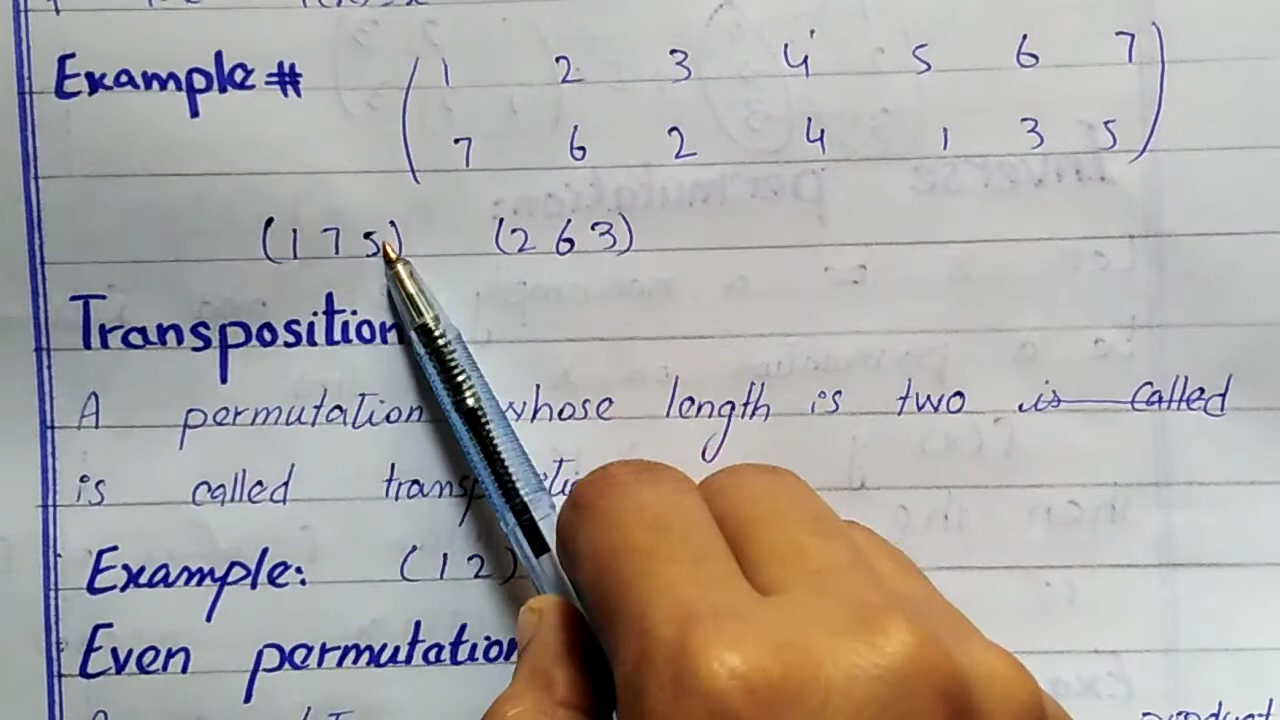 Example # ( 1 2 3 4 5 6 7 )
( 7 6 2 4 1 3 5 )
(1 7 5) (2 6 3)
Transposition
A permutation whose length is two is called
is called
Example: (1 2)
Even permutation
product